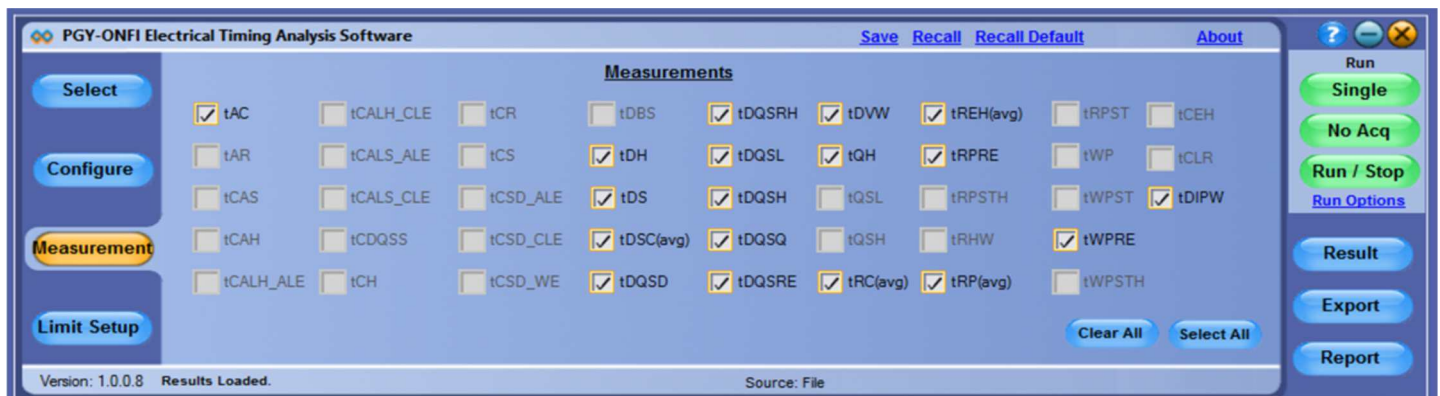 PGY-ONFI Electrical Timing Analysis Software Save Recall Recall Default About ?
Run
Select Measurements Single
tAC tCALH_CLE tCR tDBS tDQSRH tDVW tREH(avg) tRPST tCEH
No Acq
tAR tCALS_ALE tCS tDH tDQSL tQH tRPRE tWP tCLR
Configure Run / Stop
tCAS tCALS_CLE tCSD_ALE tDS tDQSH tQSL tRPSTH tWPST tDIPW
Run Options
Measurement tCAH tCDQSS tCSD_CLE tDSC(avg) tDQSQ tQSH tRHW tWPRE
Result
tCALH_ALE tCH tCSD_WE tDQSD tDQSRE tRC(avg) tRP(avg) tWPSTH
Export
Limit Setup Clear All Select All
Report
Version: 1.0.0.8 Results Loaded. Source: File